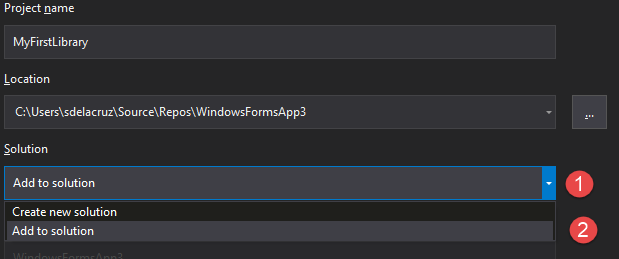 Project name
MyFirstLibrary
Location
C:\Users\sdelacruz\Source\Repos\WindowsFormsApp3
...
Solution
Add to solution
1
Create new solution
Add to solution
2
WindowsFormsApp3